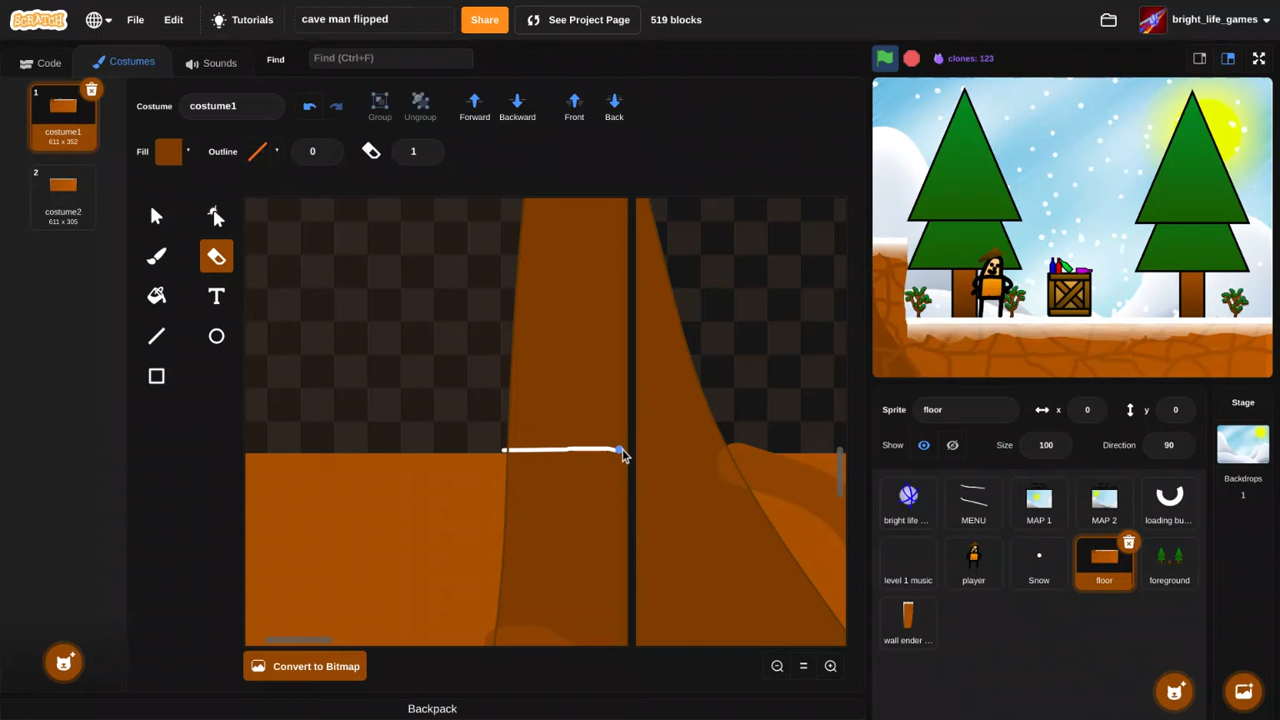 SCRATCH File Edit Tutorials cave man flipped Share See Project Page 519 blocks bright_life_games
Code Costumes Sounds Find Find (Ctrl+F) clones: 123
1
costume1
611 x 352
2
costume2
611 x 305
Costume costume1 Group Ungroup Forward Backward Front Back
Fill Outline 0 1
T
Convert to Bitmap
Backpack
Sprite floor x 0 y 0
Show Size 100 Direction 90
bright life ... MENU MAP 1 MAP 2 loading bu...
level 1 music player Snow floor foreground
wall ender ...
Stage
Backdrops
1